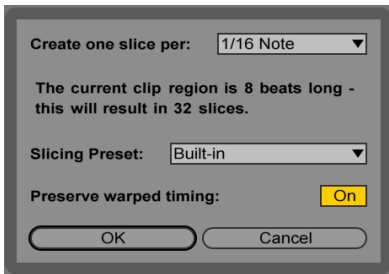 Create one slice per: 1/16 Note
The current clip region is 8 beats long -
this will result in 32 slices.
Slicing Preset: Built-in
Preserve warped timing: On
OK Cancel